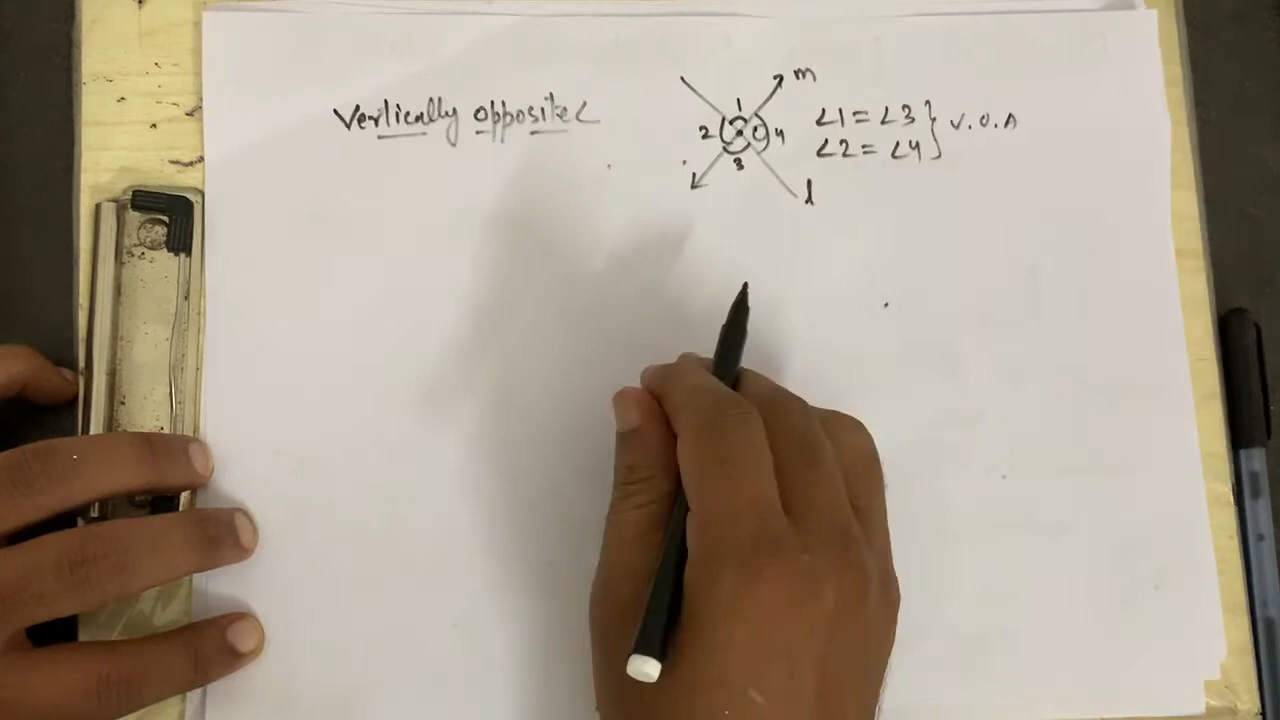 Vertically opposite∠
m
1
2
4
3
l
∠1 = ∠3
∠2 = ∠4
V.O.A